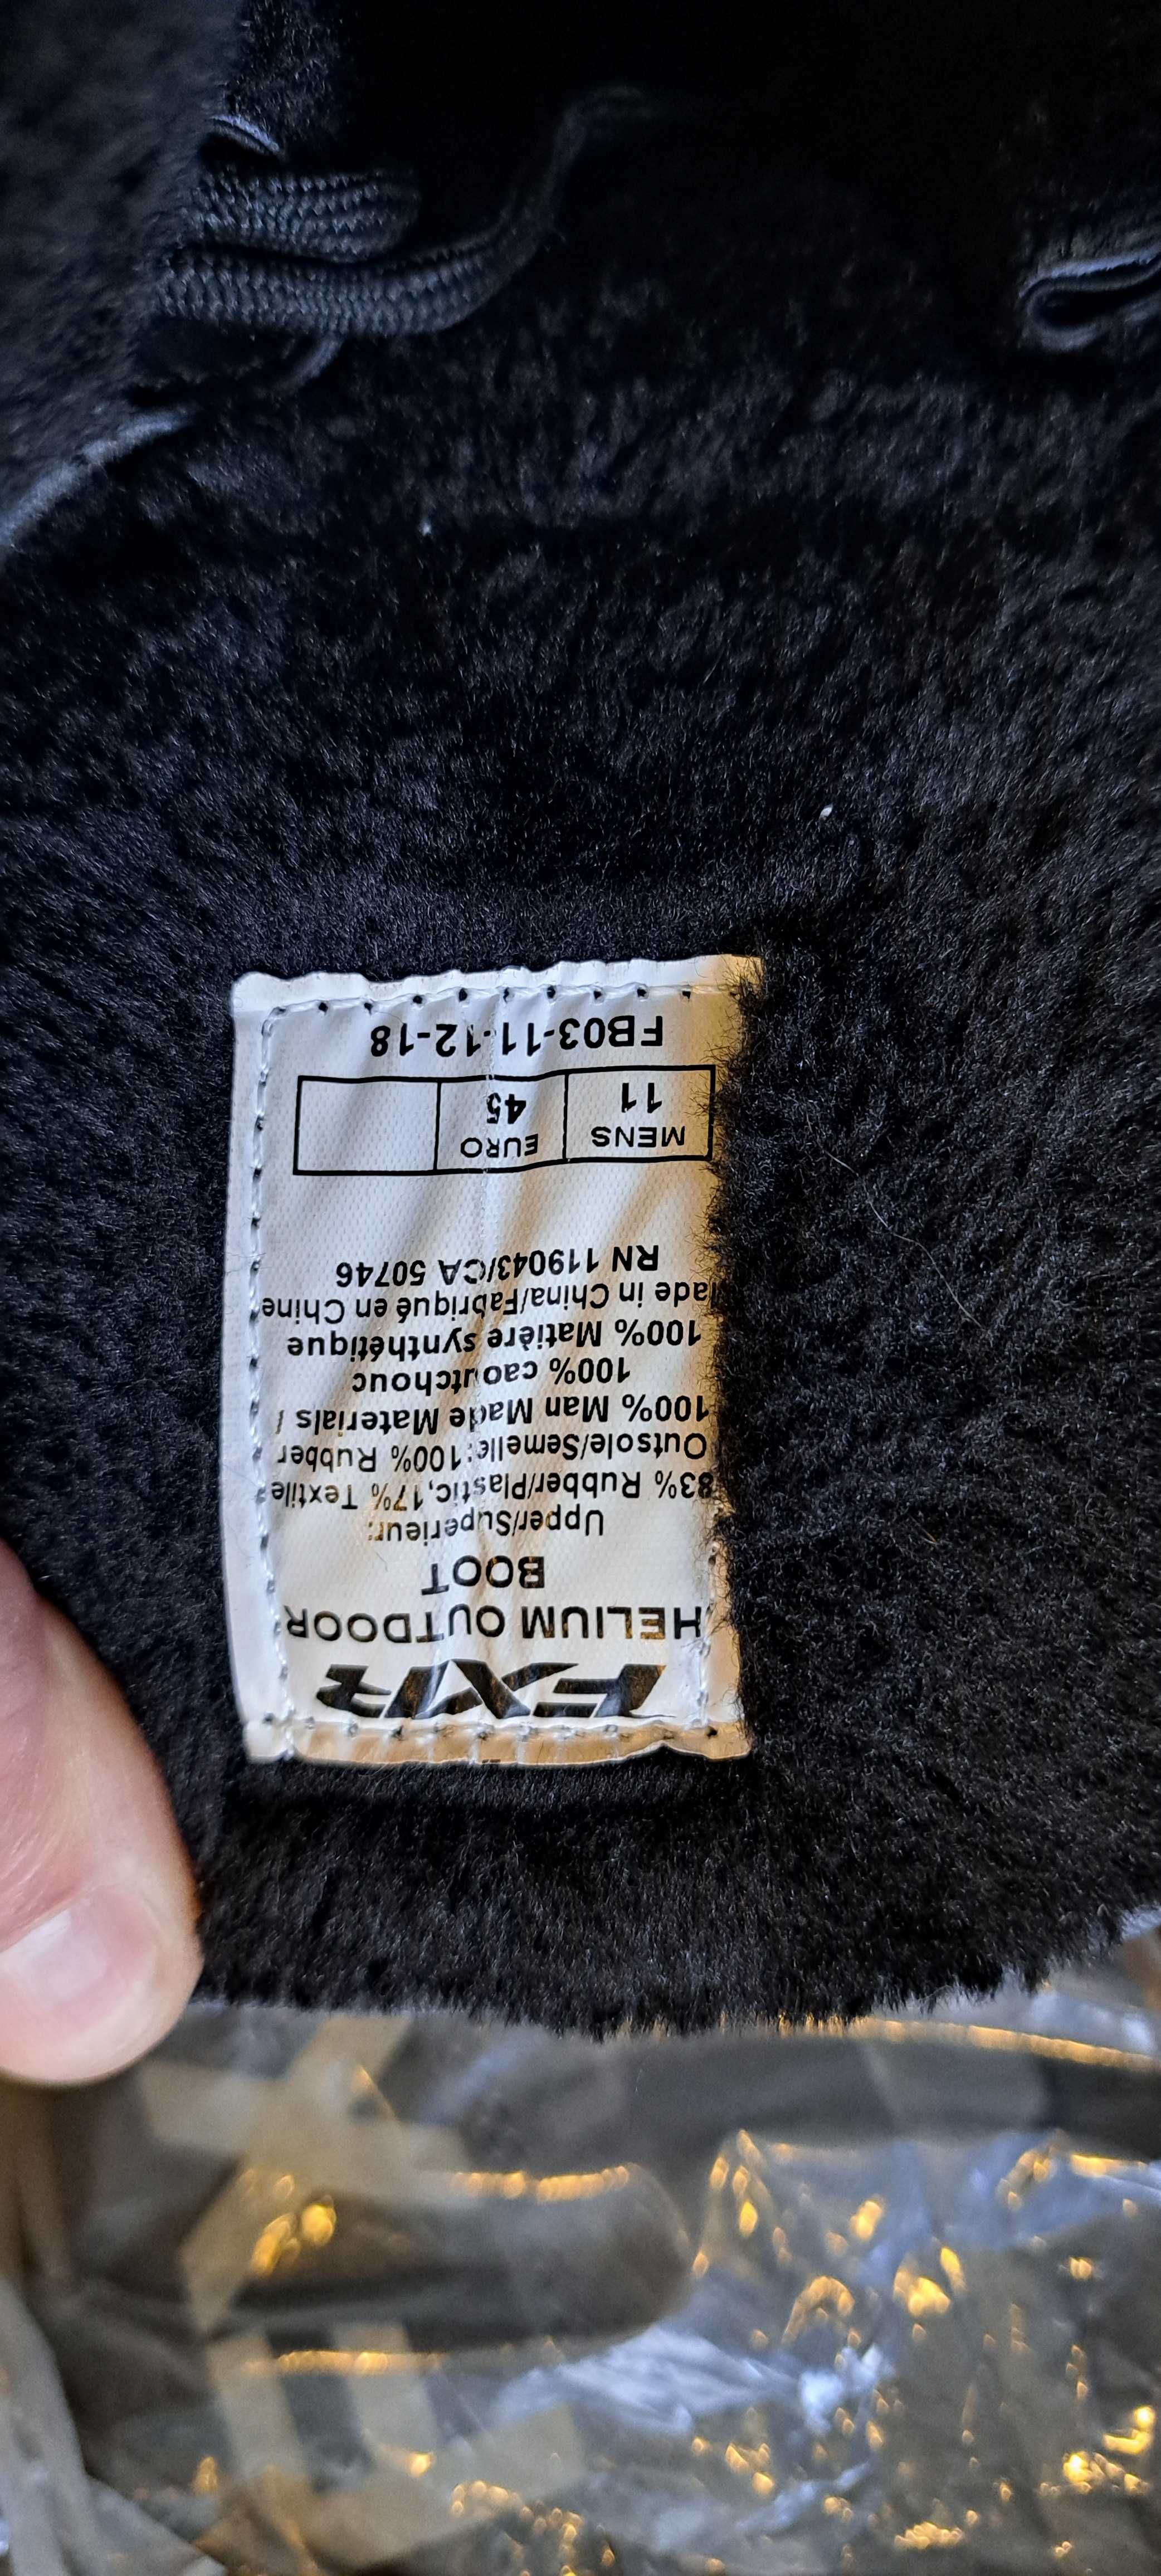 FXR
HELIUM OUTDOOR
BOOT
Upper/Superieur:
83% Rubber/Plastic,17% Textile
Outsole/Semelle: 100% Rubber
100% Man Made Materials /
100% caoutchouc
100% Matière synthétique
Made in China/Fabriqué en Chine
RN 119043/CA 50746
MENS EURO
11 45
FB03-11-12-18